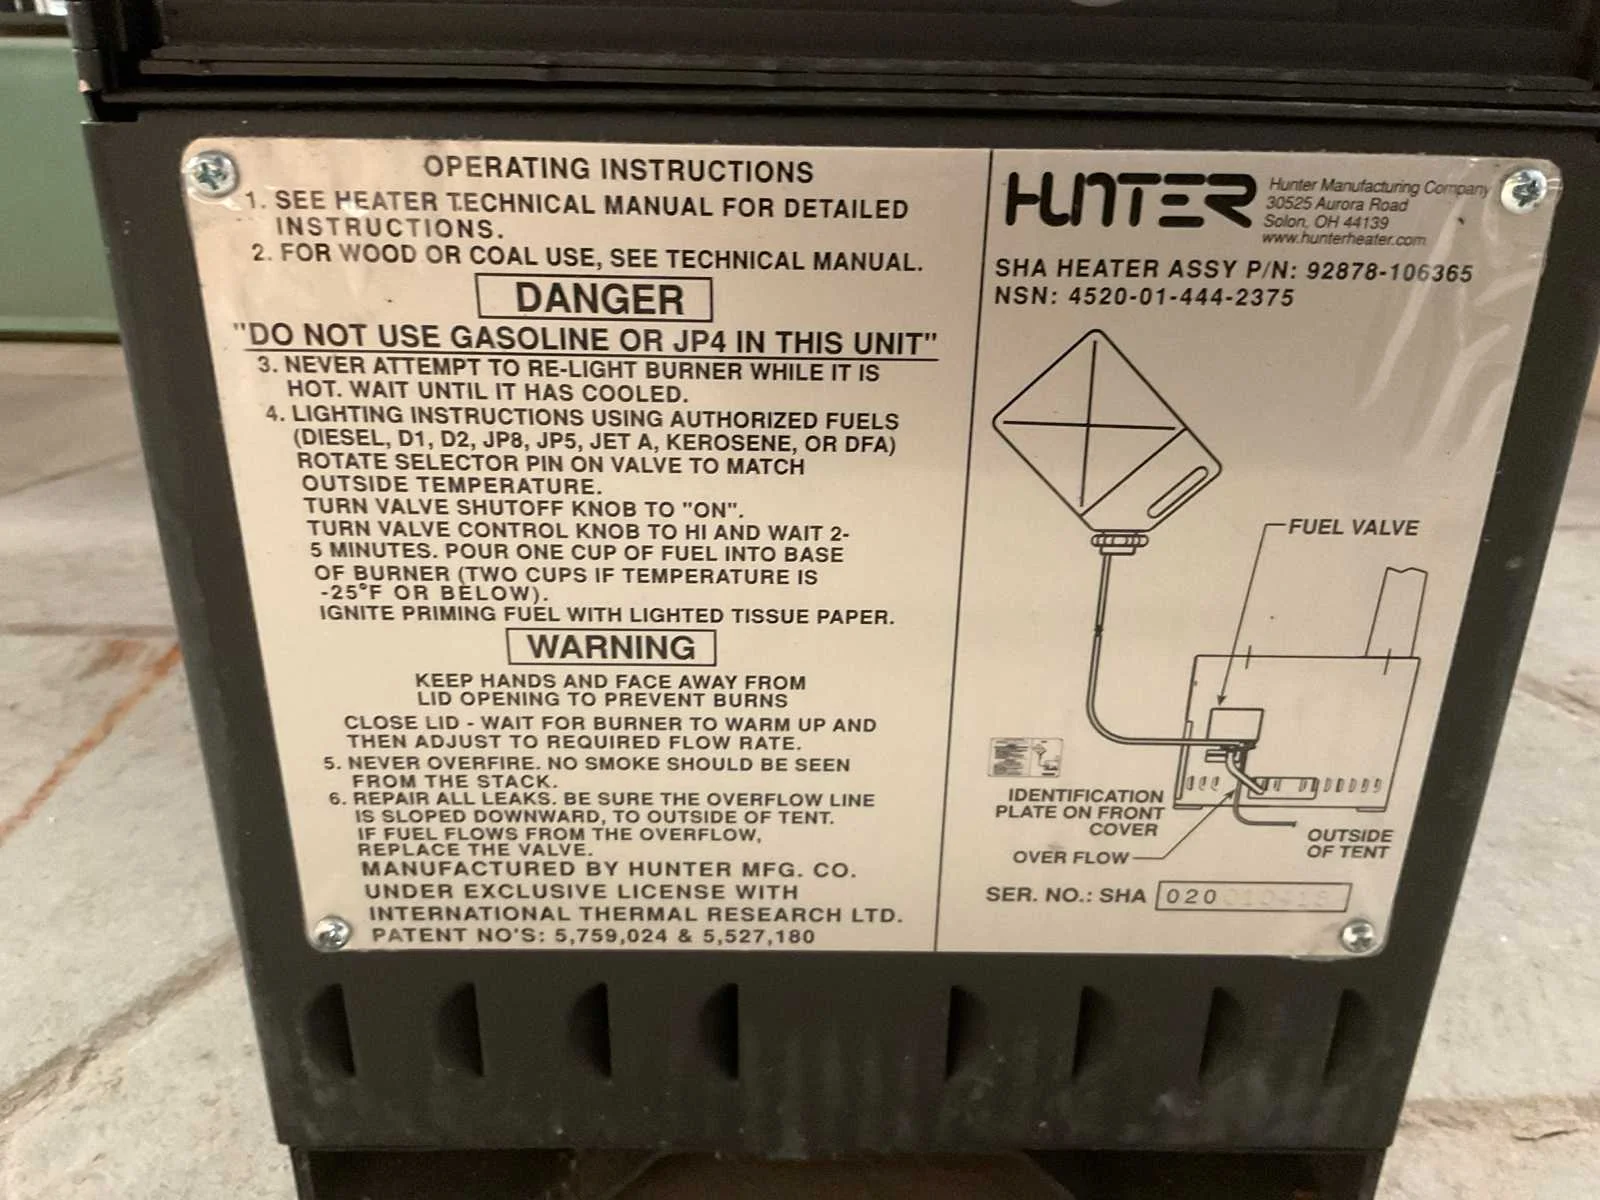 OPERATING INSTRUCTIONS
1. SEE HEATER TECHNICAL MANUAL FOR DETAILED
INSTRUCTIONS.
2. FOR WOOD OR COAL USE, SEE TECHNICAL MANUAL.
DANGER
"DO NOT USE GASOLINE OR JP4 IN THIS UNIT"
3. NEVER ATTEMPT TO RE-LIGHT BURNER WHILE IT IS
HOT. WAIT UNTIL IT HAS COOLED.
4. LIGHTING INSTRUCTIONS USING AUTHORIZED FUELS
(DIESEL, D1, D2, JP8, JP5, JET A, KEROSENE, OR DFA)
ROTATE SELECTOR PIN ON VALVE TO MATCH
OUTSIDE TEMPERATURE.
TURN VALVE SHUTOFF KNOB TO "ON".
TURN VALVE CONTROL KNOB TO HI AND WAIT 2-
5 MINUTES. POUR ONE CUP OF FUEL INTO BASE
OF BURNER (TWO CUPS IF TEMPERATURE IS
-25°F OR BELOW).
IGNITE PRIMING FUEL WITH LIGHTED TISSUE PAPER.
WARNING
KEEP HANDS AND FACE AWAY FROM
LID OPENING TO PREVENT BURNS
CLOSE LID - WAIT FOR BURNER TO WARM UP AND
THEN ADJUST TO REQUIRED FLOW RATE.
5. NEVER OVERFIRE. NO SMOKE SHOULD BE SEEN
FROM THE STACK.
6. REPAIR ALL LEAKS. BE SURE THE OVERFLOW LINE
IS SLOPED DOWNWARD, TO OUTSIDE OF TENT.
IF FUEL FLOWS FROM THE OVERFLOW,
REPLACE THE VALVE.
MANUFACTURED BY HUNTER MFG. CO.
UNDER EXCLUSIVE LICENSE WITH
INTERNATIONAL THERMAL RESEARCH LTD.
PATENT NO'S: 5,759,024 & 5,527,180
HUNTER
Hunter Manufacturing Company
30525 Aurora Road
Solon, OH 44139
www.hunterheater.com
SHA HEATER ASSY P/N: 92878-106365
NSN: 4520-01-444-2375
FUEL VALVE
IDENTIFICATION
PLATE ON FRONT
COVER
OVER FLOW
OUTSIDE
OF TENT
SER. NO.: SHA 020